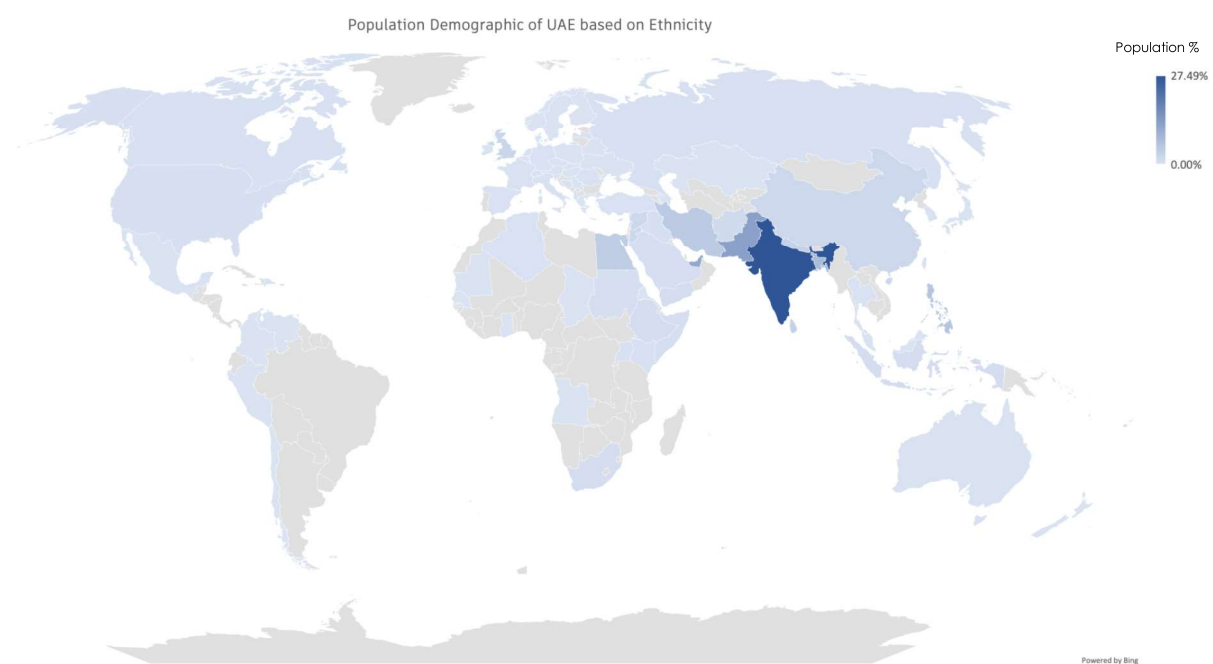 Population Demographic of UAE based on Ethnicity
Population %
27.49%
0.00%
Powered by Bing